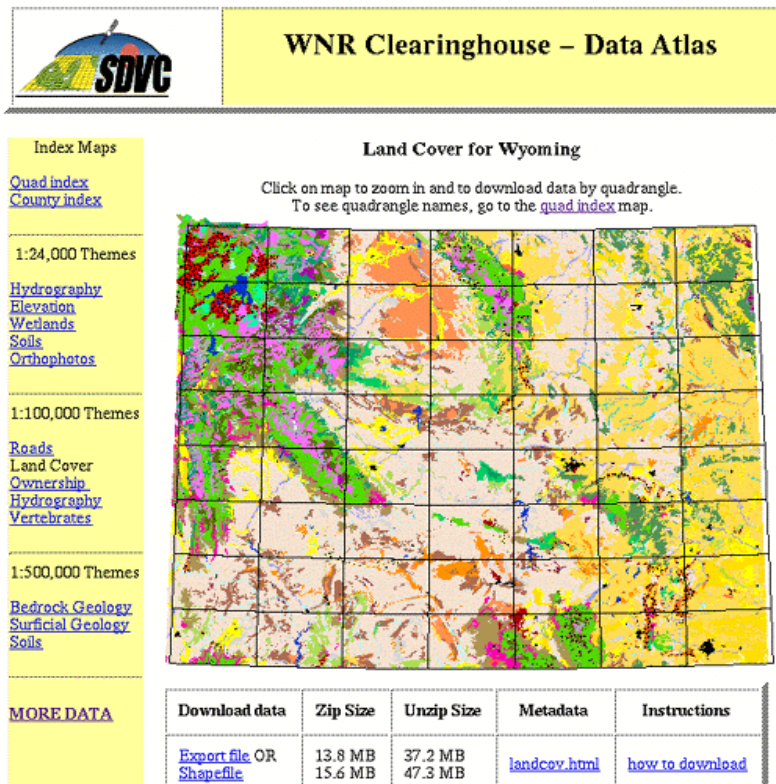 SDVC
WNR Clearinghouse – Data Atlas
Index Maps
Quad index
County index
1:24,000 Themes
Hydrography
Elevation
Wetlands
Soils
Orthophotos
1:100,000 Themes
Roads
Land Cover
Ownership
Hydrography
Vertebrates
1:500,000 Themes
Bedrock Geology
Surficial Geology
Soils
MORE DATA
Land Cover for Wyoming
Click on map to zoom in and to download data by quadrangle.
To see quadrangle names, go to the quad index map.
Download data Zip Size Unzip Size Metadata Instructions
Export file OR 13.8 MB 37.2 MB landcov.html how to download
Shapefile 15.6 MB 47.3 MB